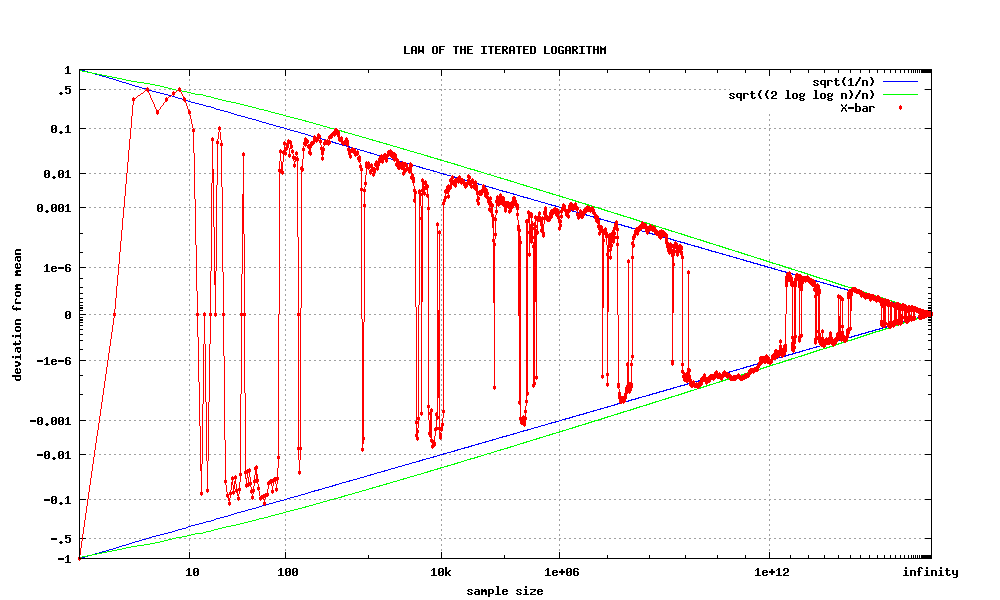 LAW OF THE ITERATED LOGARITHM
sqrt(1/n)
sqrt((2 log log n)/n)
X-bar
deviation from mean
1
.5
0.1
0.01
0.001
1e-6
0
-1e-6
-0.001
-0.01
-0.1
-.5
-1
10 100 10k 1e+06 1e+12 infinity
sample size